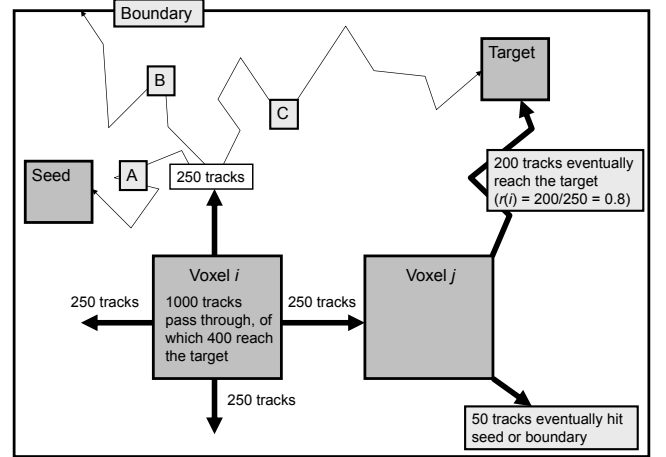 Boundary
Target
B
C
Seed
A
250 tracks
200 tracks eventually
reach the target
(r(i) = 200/250 = 0.8)
Voxel i
1000 tracks
pass through, of
which 400 reach
the target
250 tracks
250 tracks
Voxel j
250 tracks
50 tracks eventually hit
seed or boundary